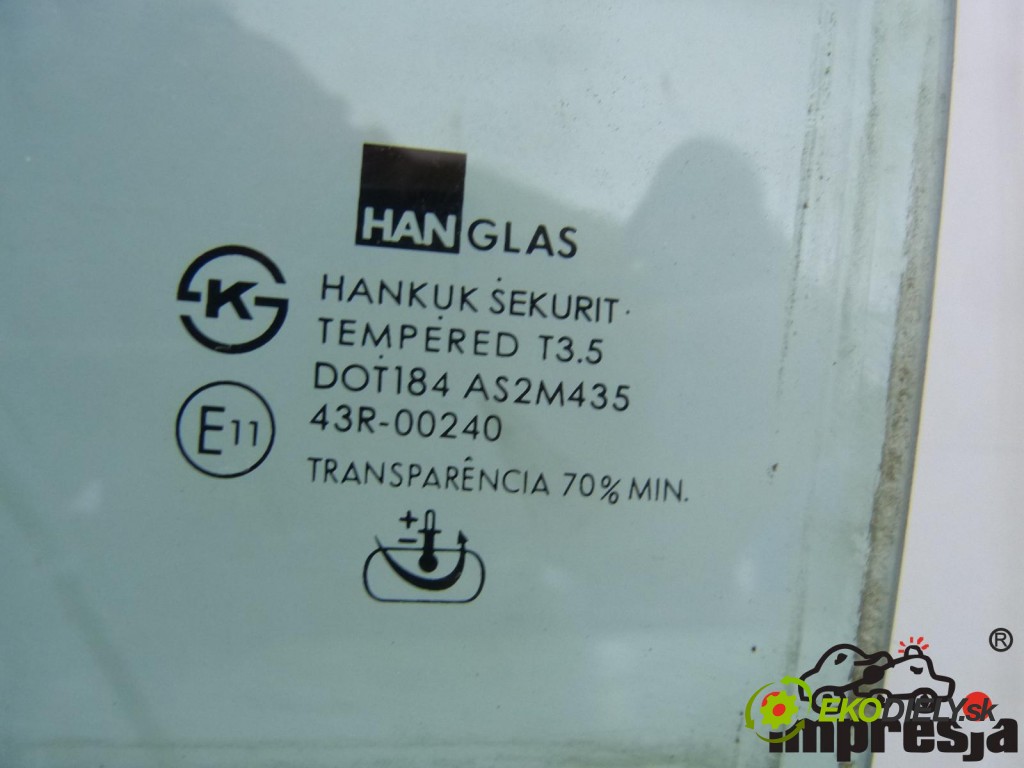 HANGLAS
K
HANKUK SEKURIT
TEMPERED T3.5
DOT184 AS2M435
43R-00240
E11
TRANSPARÊNCIA 70% MIN.
+
−
®
EKODIELY.sk
impresja